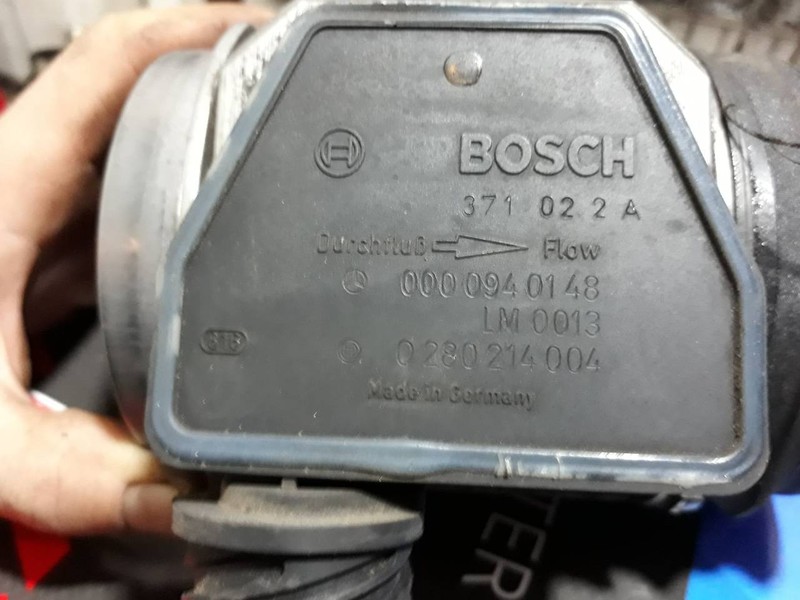 BOSCH
371 02 2 A
Durchfluß Flow
000 094 01 48
LM 0013
0 280 214 004
Made in Germany